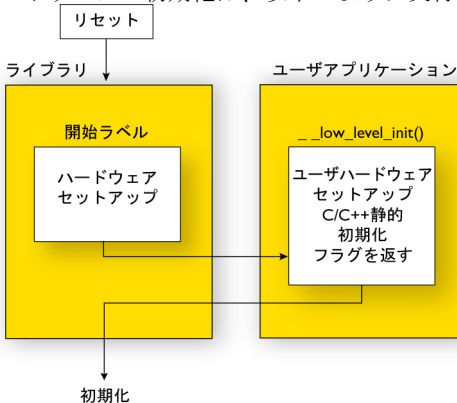 リセット
ライブラリ
ユーザアプリケーション
開始ラベル
_ _low_level_init()
ハードウェア
セットアップ
ユーザハードウェア
セットアップ
C/C++静的
初期化
フラグを返す
初期化